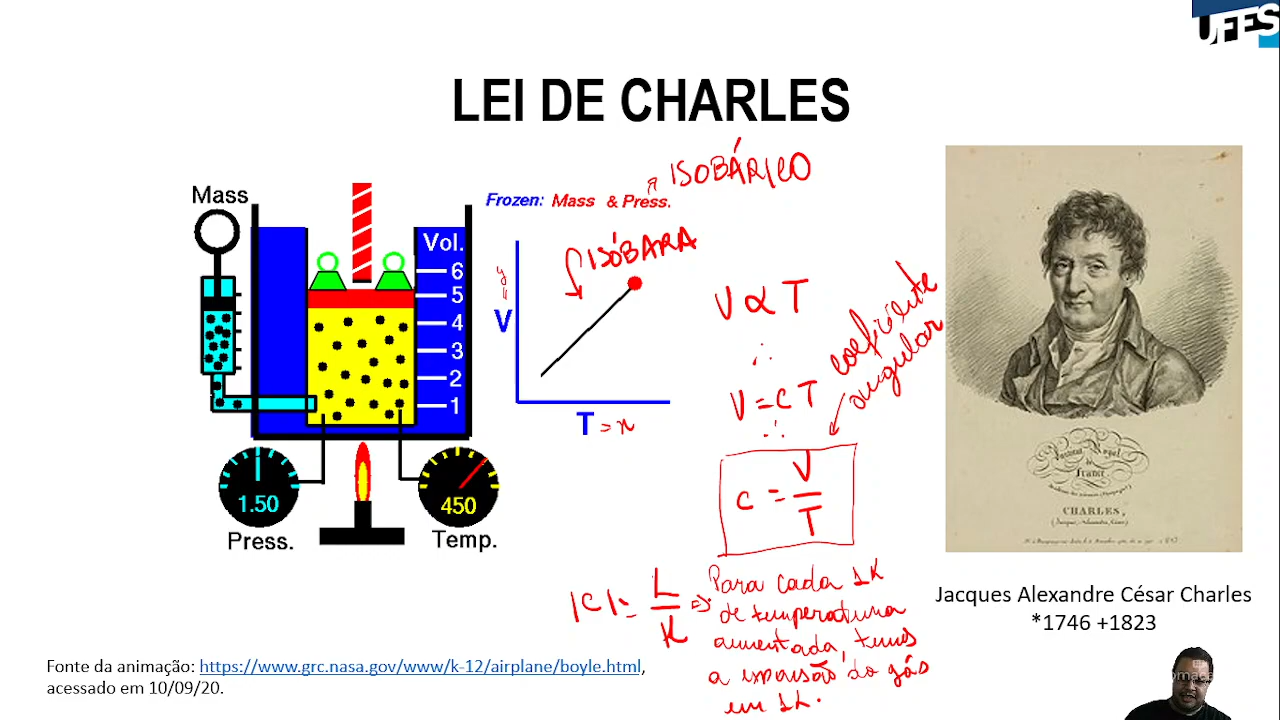 UFES
LEI DE CHARLES
ISOBÁRICO
Mass
Frozen: Mass & Press.
ISÓBARA
Vol.
6
5
4
3
2
1
y
=
V
T = x
V α T
∴
V = c T
∴
coeficiente
angular
c = V/T
1.50
450
Press.
Temp.
|c| = L/K => Para cada 1K
de temperatura
aumentada, temos
a expansão do gás
em 1L.
France
CHARLES,
Jacques Alexandre César Charles
*1746 +1823
Fonte da animação: https://www.grc.nasa.gov/www/k-12/airplane/boyle.html,
acessado em 10/09/20.